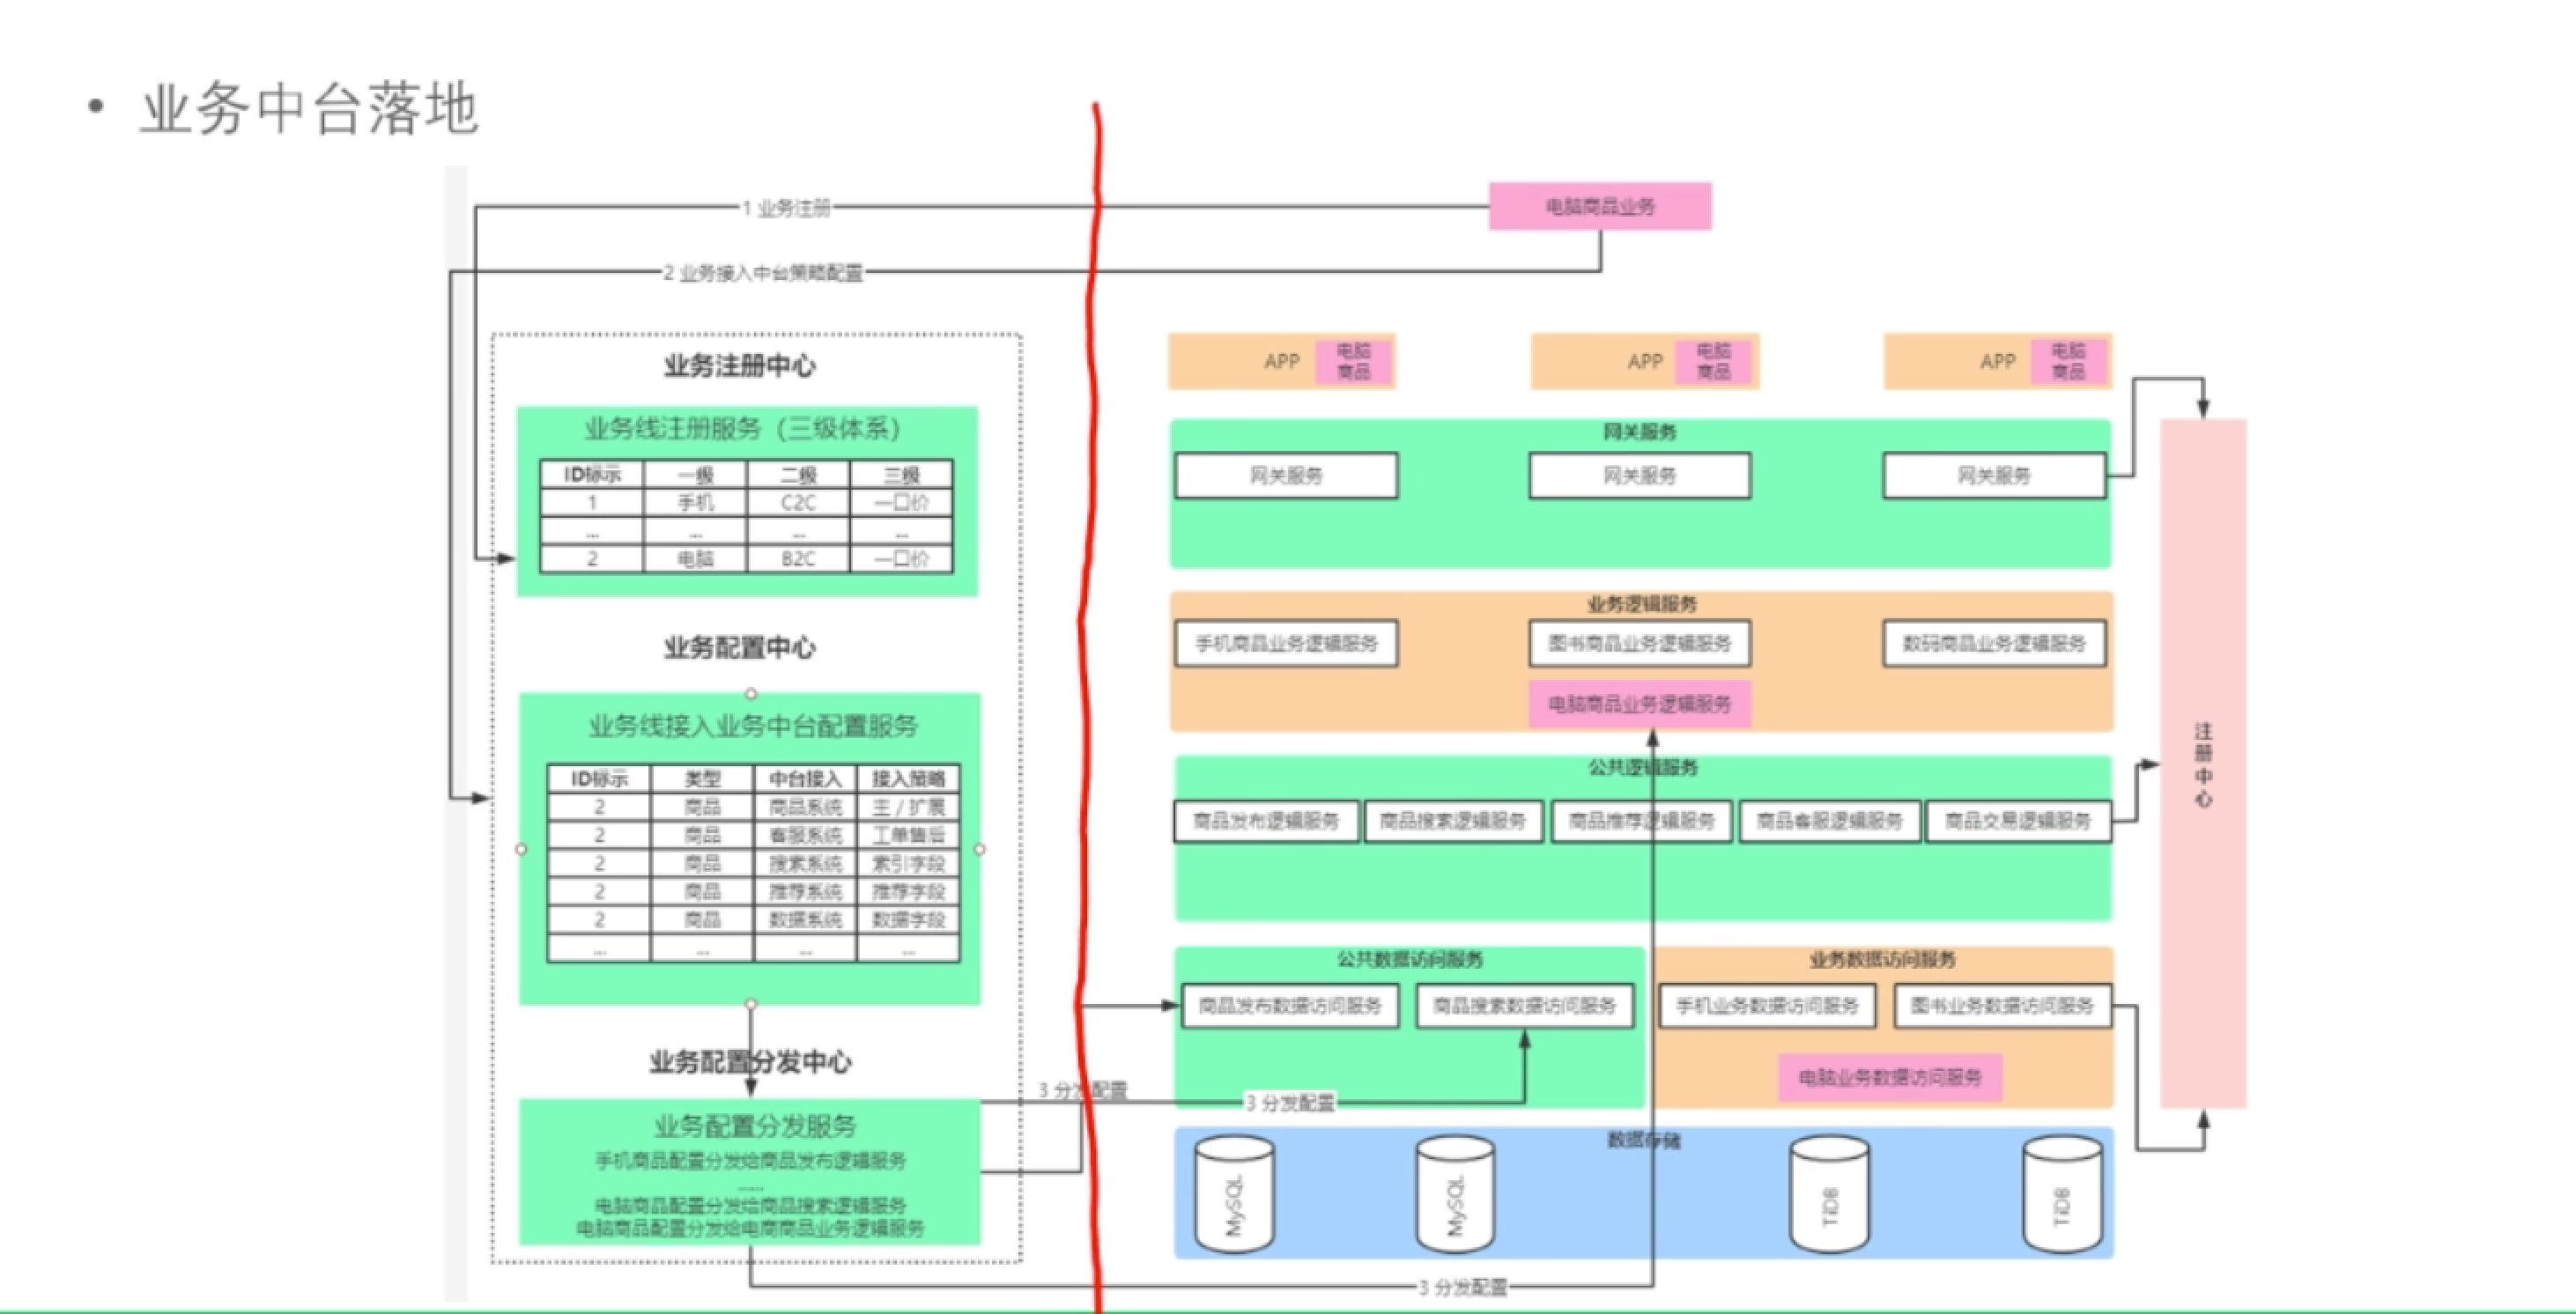 • 业务中台落地
电脑商品业务
1 业务注册
2 业务接入中台策略配置
业务注册中心
业务线注册服务（三级体系）
ID标示 一级 二级 三级
1 手机 C2C 一口价
... ... ... ...
2 电脑 B2C 一口价
业务配置中心
业务线接入业务中台配置服务
ID标示 类型 中台接入 接入策略
2 商品 商品系统 主 / 扩展
2 商品 客服系统 工单售后
2 商品 搜索系统 索引字段
2 商品 推荐系统 推荐字段
2 商品 数据系统 数据字段
... ... ... ...
业务配置分发中心
业务配置分发服务
手机商品配置分发给商品发布逻辑服务
......
电脑商品配置分发给商品搜索逻辑服务
电脑商品配置分发给电商商品业务逻辑服务
3 分发配置
3 分发配置
3 分发配置
APP 电脑
商品
APP 电脑
商品
APP 电脑
商品
网关服务
网关服务 网关服务 网关服务
业务逻辑服务
手机商品业务逻辑服务 图书商品业务逻辑服务 数码商品业务逻辑服务
电脑商品业务逻辑服务
公共逻辑服务
商品发布逻辑服务 商品搜索逻辑服务 商品推荐逻辑服务 商品客服逻辑服务 商品交易逻辑服务
公共数据访问服务
商品发布数据访问服务 商品搜索数据访问服务
业务数据访问服务
手机业务数据访问服务 图书业务数据访问服务
电脑业务数据访问服务
数据存储
MySQL MySQL TiDB TiDB
注
册
中
心